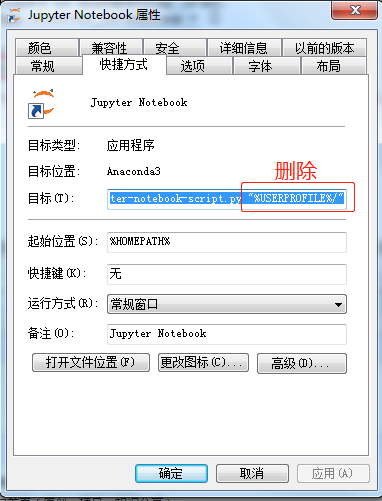 Jupyter Notebook 属性
颜色 兼容性 安全 详细信息 以前的版本
常规 快捷方式 选项 字体 布局
Jupyter Notebook
目标类型: 应用程序
删除
目标位置: Anaconda3
目标(T): ter-notebook-script.py "%USERPROFILE%/"
起始位置(S): %HOMEPATH%
快捷键(K): 无
运行方式(R): 常规窗口
备注(O): Jupyter Notebook
打开文件位置(F) 更改图标(C)... 高级(D)...
确定 取消 应用(A)